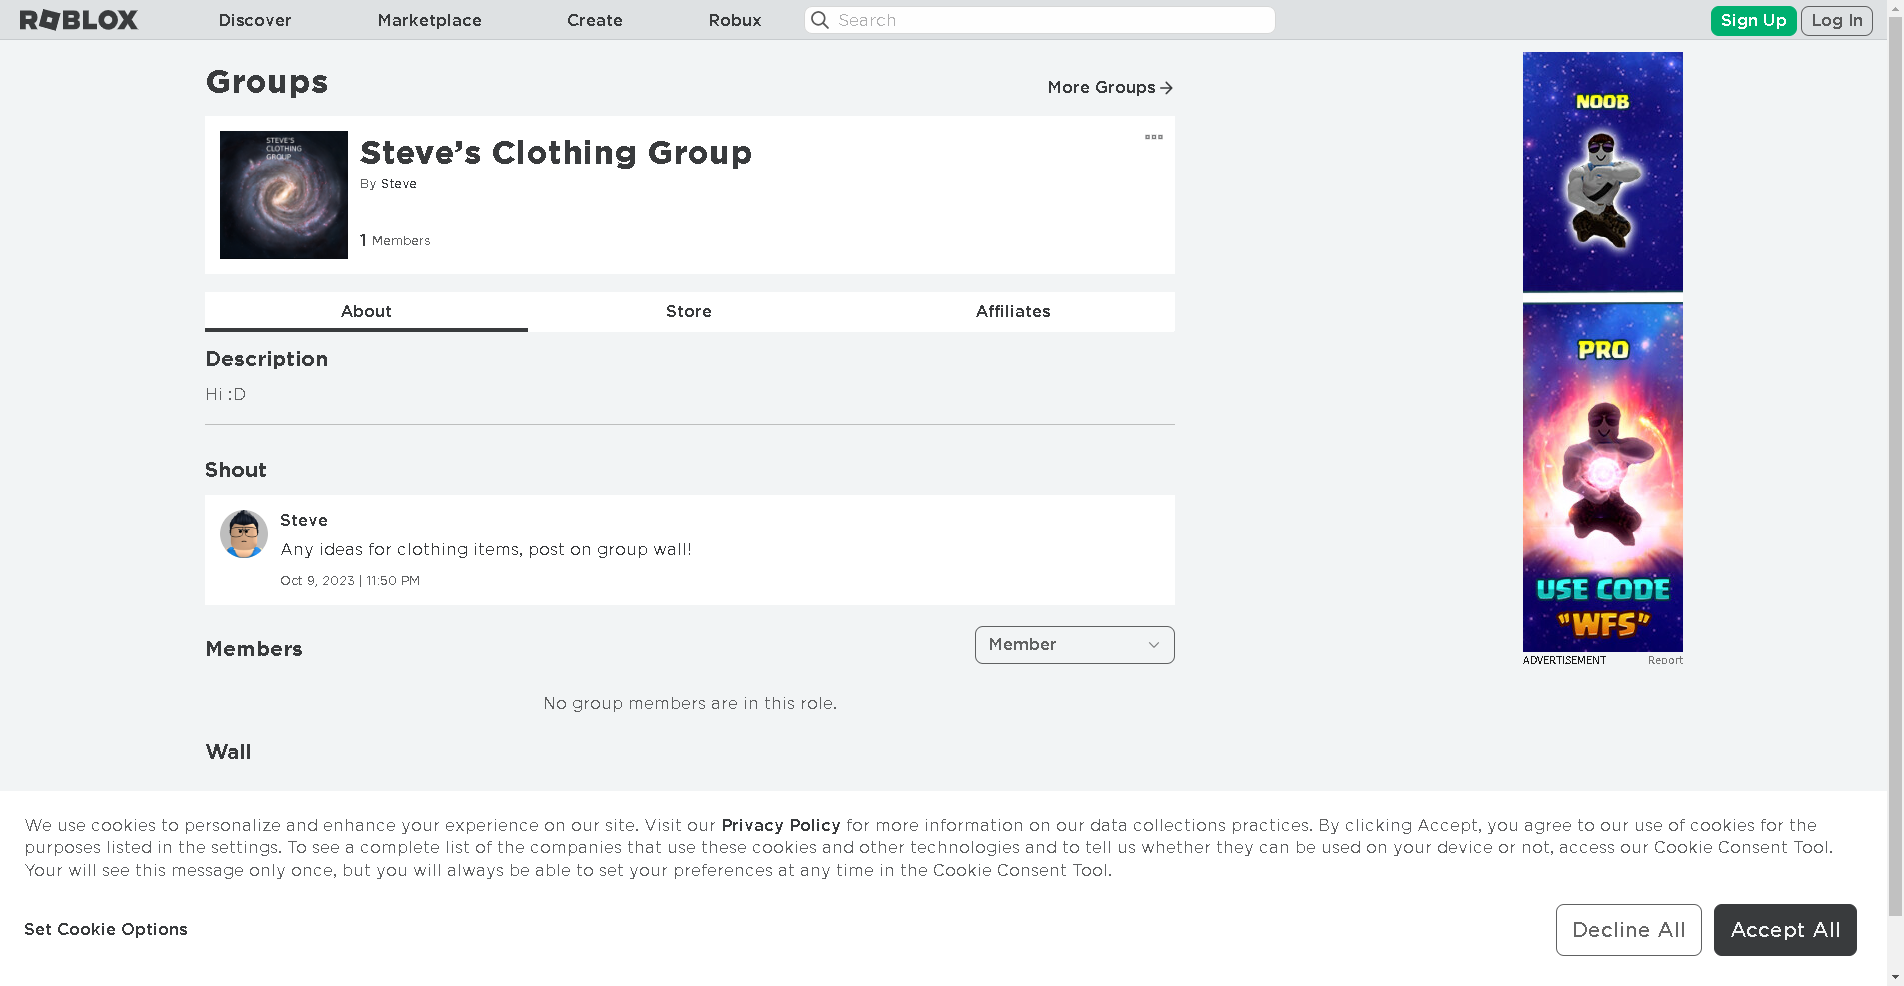 ROBLOX
Discover
Marketplace
Create
Robux
Search
Sign Up
Log In
Groups
More Groups
STEVE'S
CLOTHING
GROUP
Steve's Clothing Group
By Steve
1 Members
About
Store
Affiliates
Description
Hi :D
Shout
Steve
Any ideas for clothing items, post on group wall!
Oct 9, 2023 | 11:50 PM
Members
Member
No group members are in this role.
Wall
NOOB
PRO
USE CODE
"WFS"
ADVERTISEMENT
Report
We use cookies to personalize and enhance your experience on our site. Visit our Privacy Policy for more information on our data collections practices. By clicking Accept, you agree to our use of cookies for the
purposes listed in the settings. To see a complete list of the companies that use these cookies and other technologies and to tell us whether they can be used on your device or not, access our Cookie Consent Tool.
Your will see this message only once, but you will always be able to set your preferences at any time in the Cookie Consent Tool.
Set Cookie Options
Decline All
Accept All